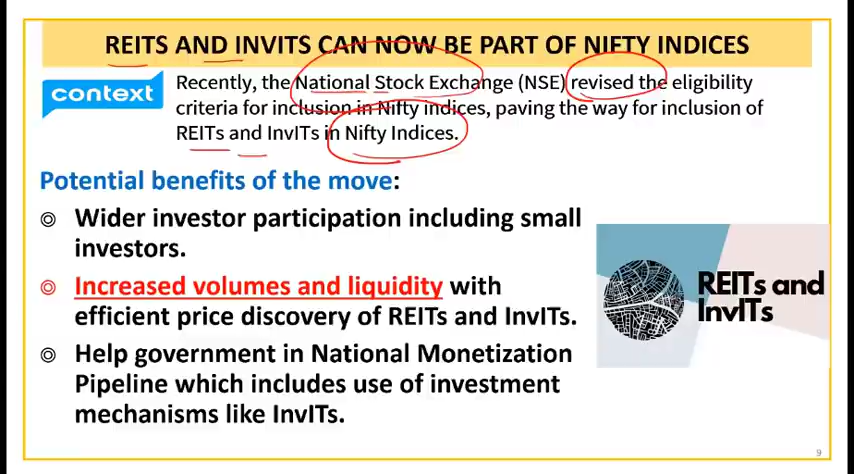 REITS AND INVITS CAN NOW BE PART OF NIFTY INDICES
context
Recently, the National Stock Exchange (NSE) revised the eligibility
criteria for inclusion in Nifty indices, paving the way for inclusion of
REITs and InvITs in Nifty Indices.
Potential benefits of the move:
Wider investor participation including small
investors.
Increased volumes and liquidity with
efficient price discovery of REITs and InvITs.
Help government in National Monetization
Pipeline which includes use of investment
mechanisms like InvITs.
REITs and
InvITs
9